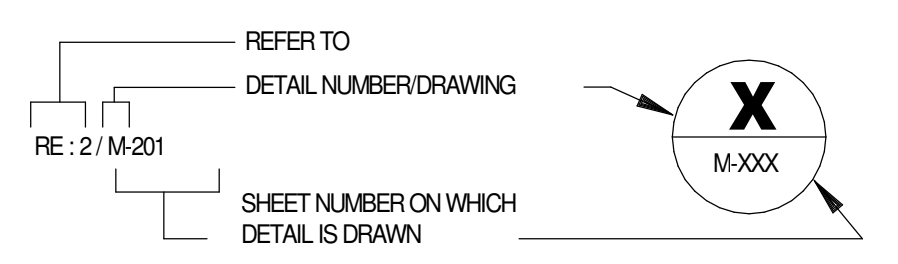 REFER TO
DETAIL NUMBER/DRAWING
X
RE : 2 / M-201
M-XXX
SHEET NUMBER ON WHICH
DETAIL IS DRAWN